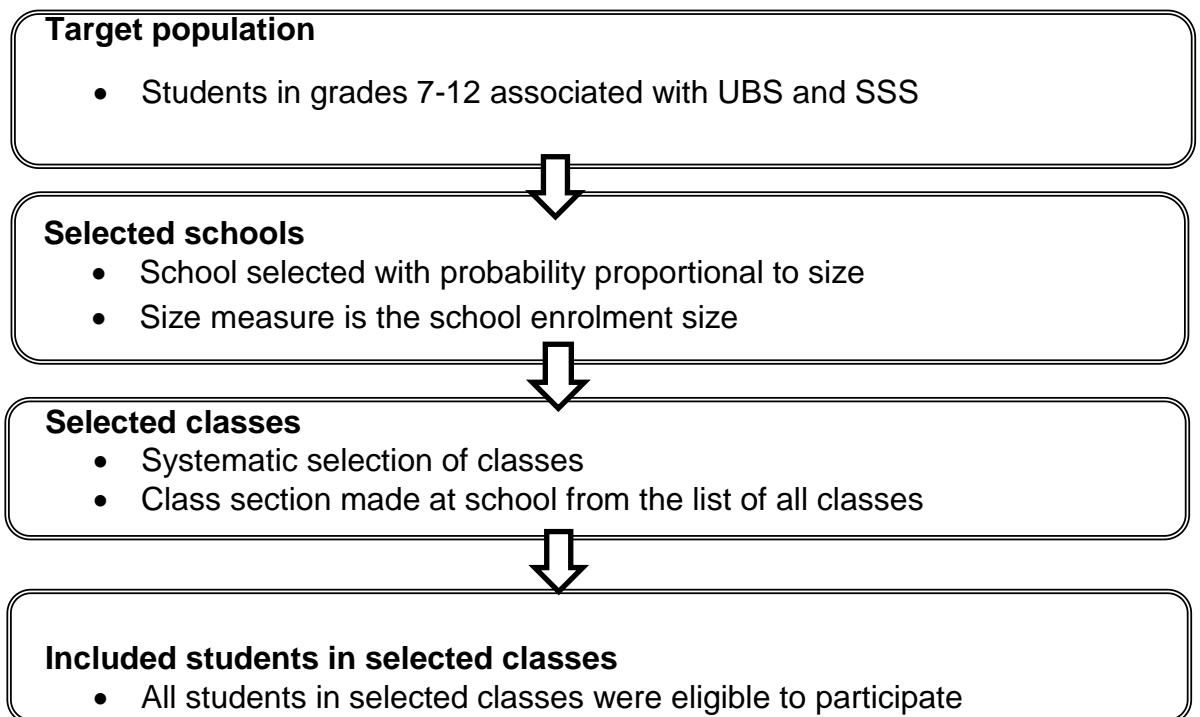 Target population
• Students in grades 7-12 associated with UBS and SSS
Selected schools
• School selected with probability proportional to size
• Size measure is the school enrolment size
Selected classes
• Systematic selection of classes
• Class section made at school from the list of all classes
Included students in selected classes
• All students in selected classes were eligible to participate